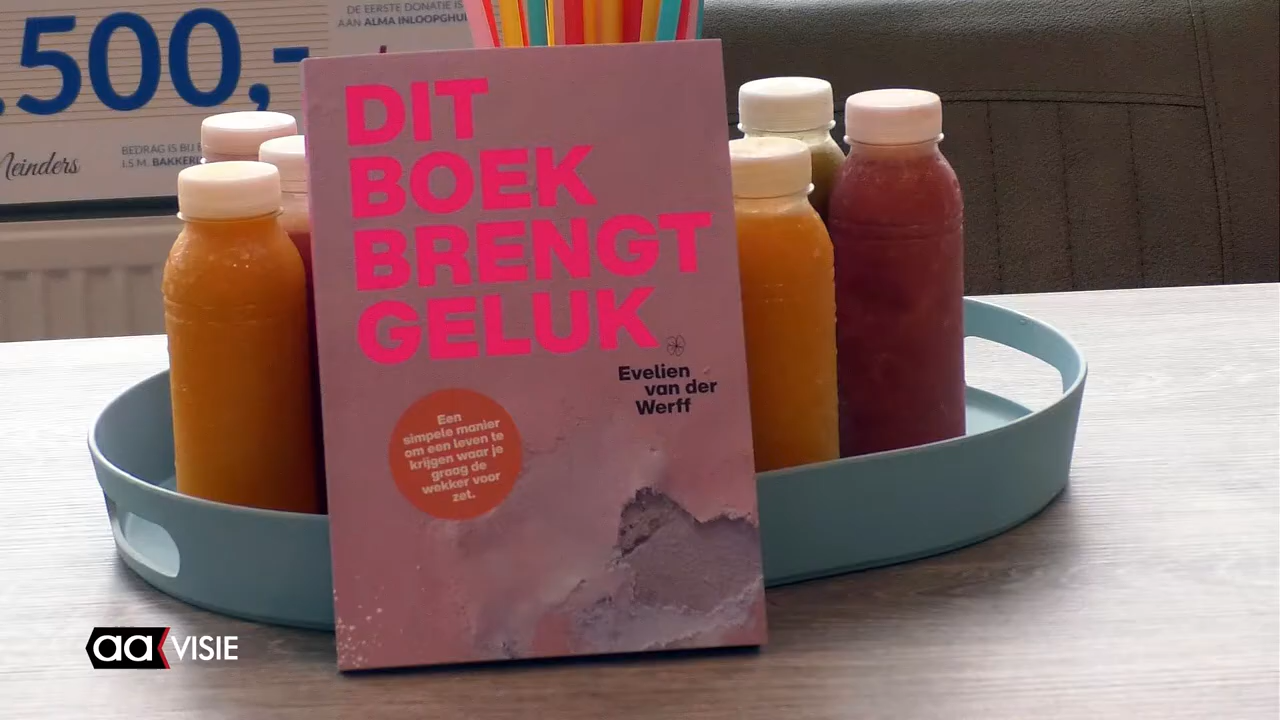 .500,-
DE EERSTE DONATIE IS
AAN ALMA INLOOPGHU
Meinders
BEDRAG IS BIJ
I.S.M. BAKKER
DIT
BOEK
BRENGT
GELUK
Evelien
van der
Werff
Een
simpele manier
om een leven te
krijgen waar je
graag de
wekker voor
zet.
aa VISIE